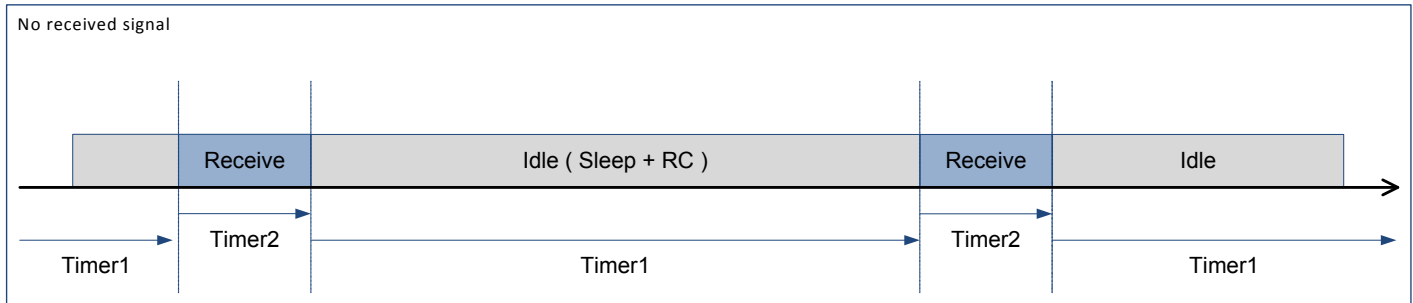 No received signal
Receive
Idle ( Sleep + RC )
Receive
Idle
Timer2
Timer2
Timer1
Timer1
Timer1